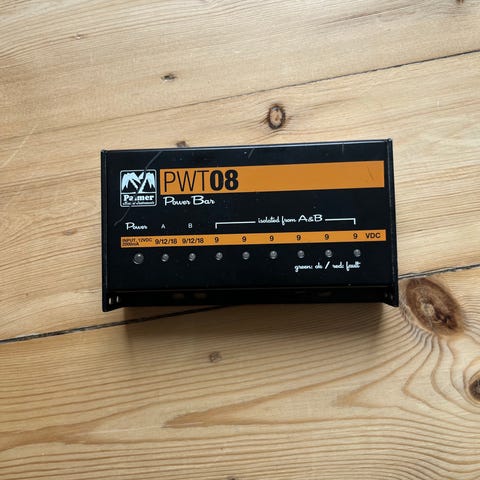 PWT08
Palmer
Power Bar
isolated from A&B
Power A B
INPUT, 12VDC 9/12/18 9/12/18 9 9 9 9 9 9 VDC
2000mA
green: ok / red: fault